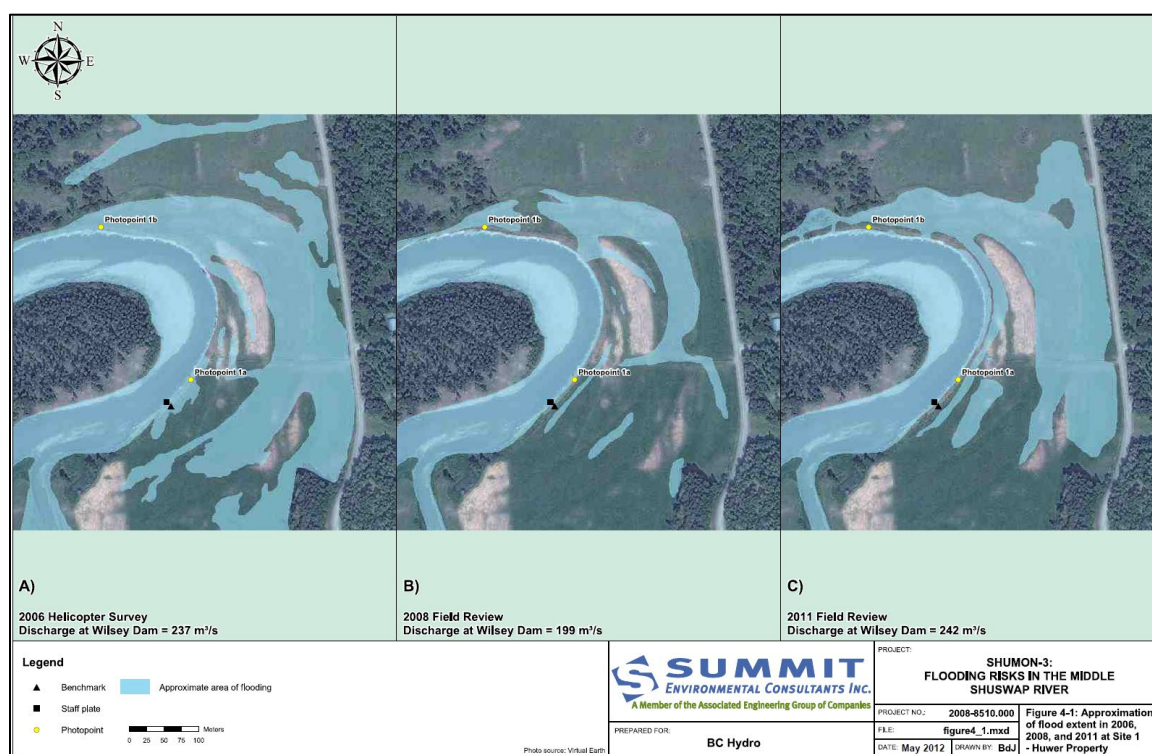 N
W E
S
Photopoint 1b
Photopoint 1a
Photopoint 1b
Photopoint 1a
Photopoint 1b
Photopoint 1a
A)
2006 Helicopter Survey
Discharge at Wilsey Dam = 237 m³/s
B)
2008 Field Review
Discharge at Wilsey Dam = 199 m³/s
C)
2011 Field Review
Discharge at Wilsey Dam = 242 m³/s
Legend
Benchmark
Approximate area of flooding
Staff plate
Photopoint
Meters
0 25 50 75 100
Photo source: Virtual Earth
SUMMIT
ENVIRONMENTAL CONSULTANTS INC.
A Member of the Associated Engineering Group of Companies
PREPARED FOR:
BC Hydro
PROJECT:
SHUMON-3:
FLOODING RISKS IN THE MIDDLE
SHUSWAP RIVER
PROJECT NO.: 2008-8510.000
FILE: figure4_1.mxd
DATE: May 2012 DRAWN BY: BdJ
Figure 4-1: Approximation
of flood extent in 2006,
2008, and 2011 at Site 1
- Huwer Property